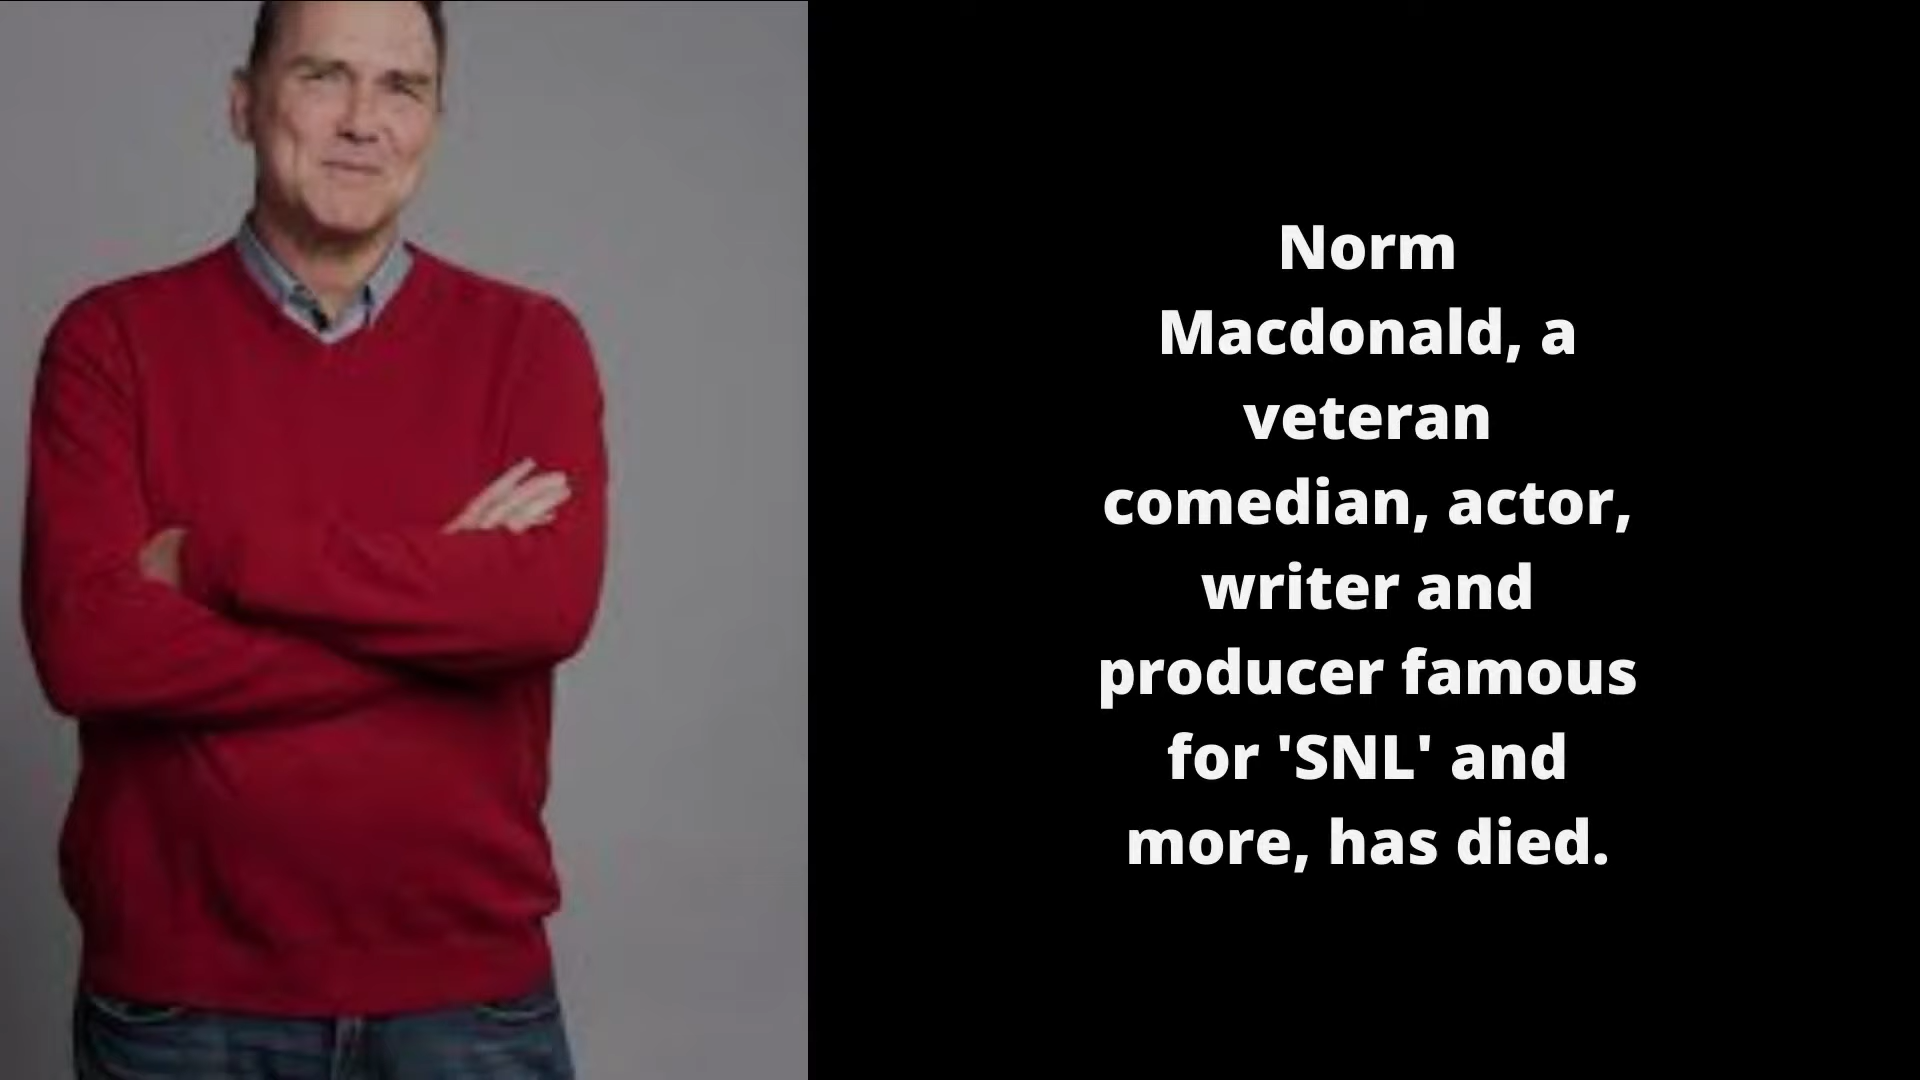 Norm
Macdonald, a
veteran
comedian, actor,
writer and
producer famous
for 'SNL' and
more, has died.